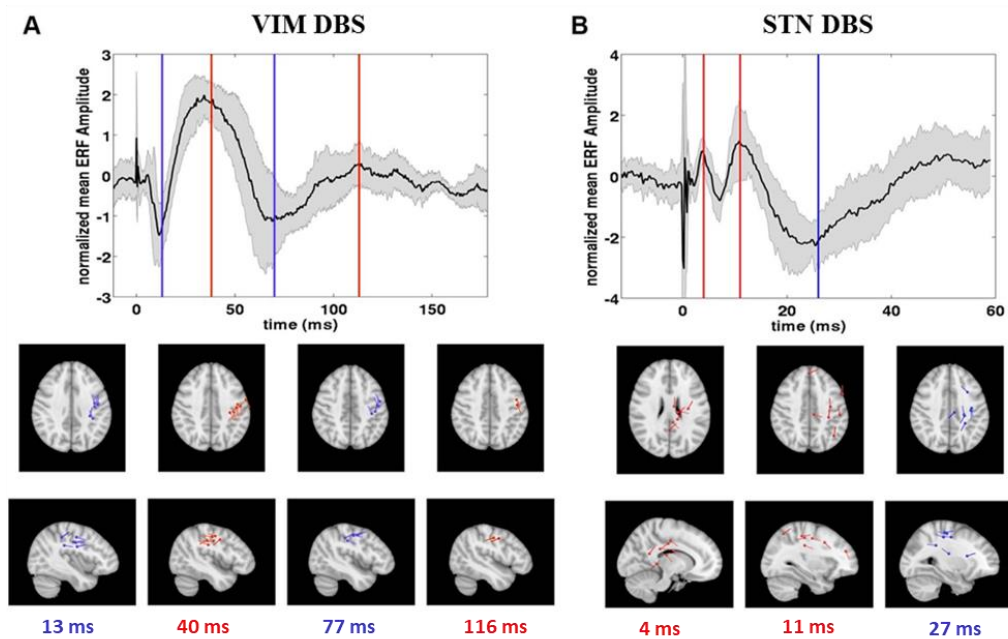 A VIM DBS
normalized mean ERF Amplitude
3
2
1
0
-1
-2
-3
0 50 100 150
time (ms)
13 ms 40 ms 77 ms 116 ms
B STN DBS
normalized mean ERF Amplitude
4
2
0
-2
-4
0 20 40 60
time (ms)
4 ms 11 ms 27 ms